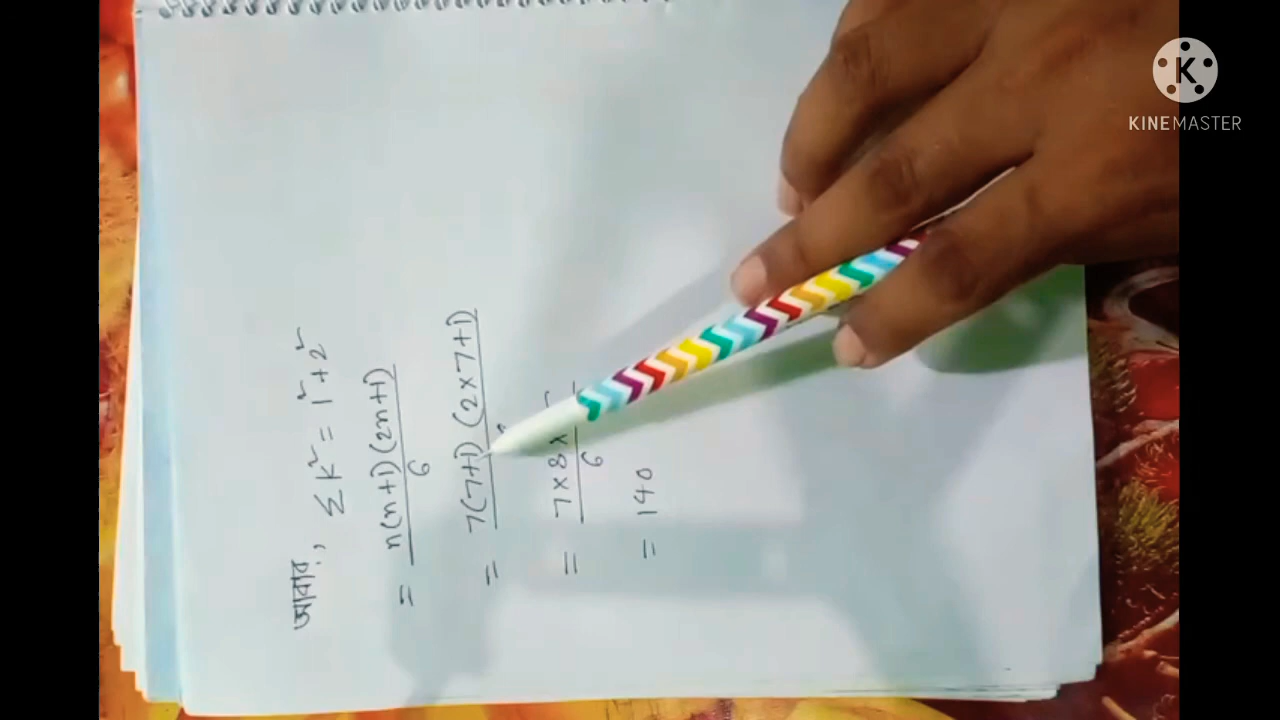 আবার, Σk² = 1² + 2²
= n(n+1)(2n+1) / 6
= 7(7+1)(2×7+1)
= 7×8× / 6
= 140
KINEMASTER